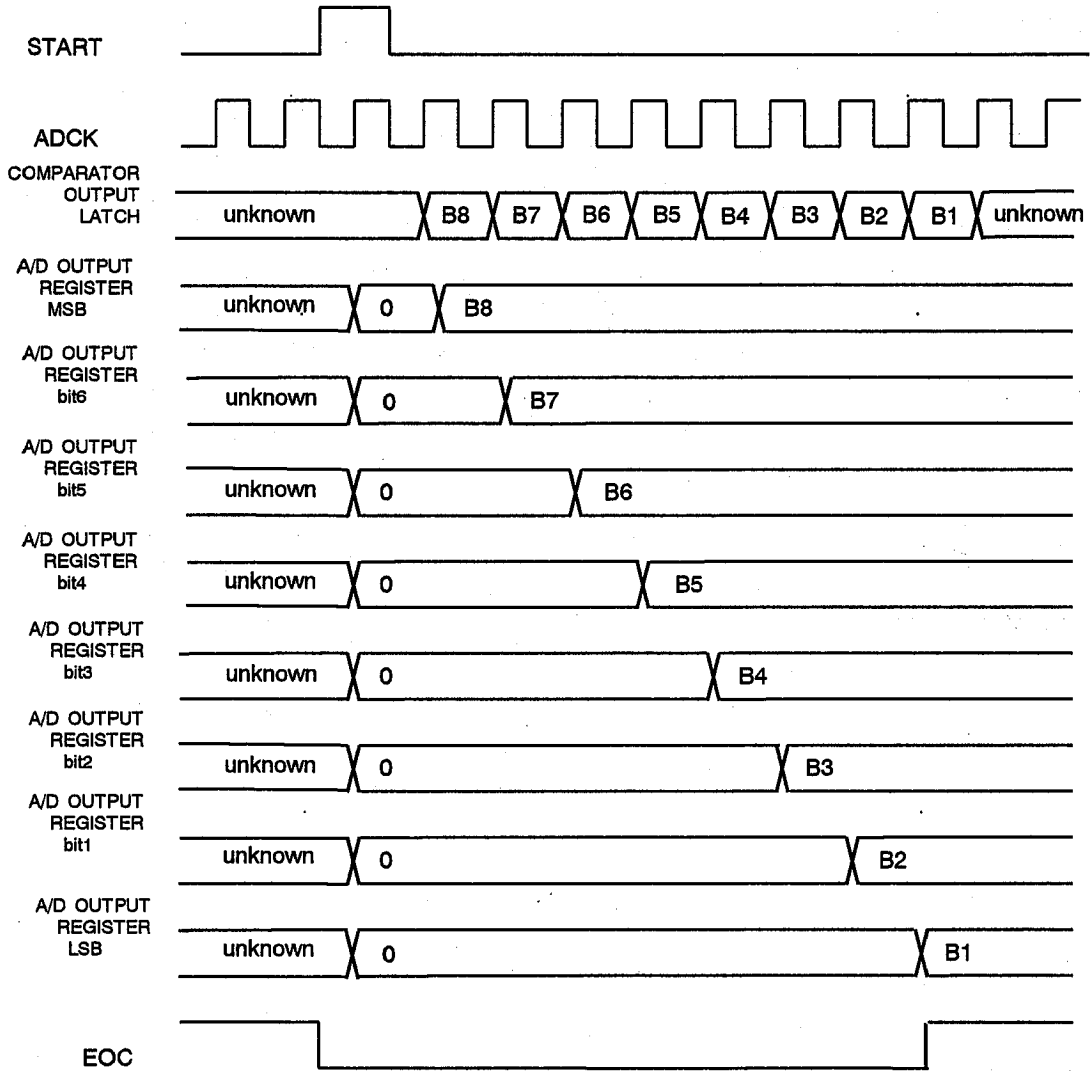 START
ADCK
COMPARATOR
OUTPUT
LATCH
unknown B8 B7 B6 B5 B4 B3 B2 B1 unknown
A/D OUTPUT
REGISTER
MSB
unknown 0 B8
A/D OUTPUT
REGISTER
bit6
unknown 0 B7
A/D OUTPUT
REGISTER
bit5
unknown 0 B6
A/D OUTPUT
REGISTER
bit4
unknown 0 B5
A/D OUTPUT
REGISTER
bit3
unknown 0 B4
A/D OUTPUT
REGISTER
bit2
unknown 0 B3
A/D OUTPUT
REGISTER
bit1
unknown 0 B2
A/D OUTPUT
REGISTER
LSB
unknown 0 B1
EOC